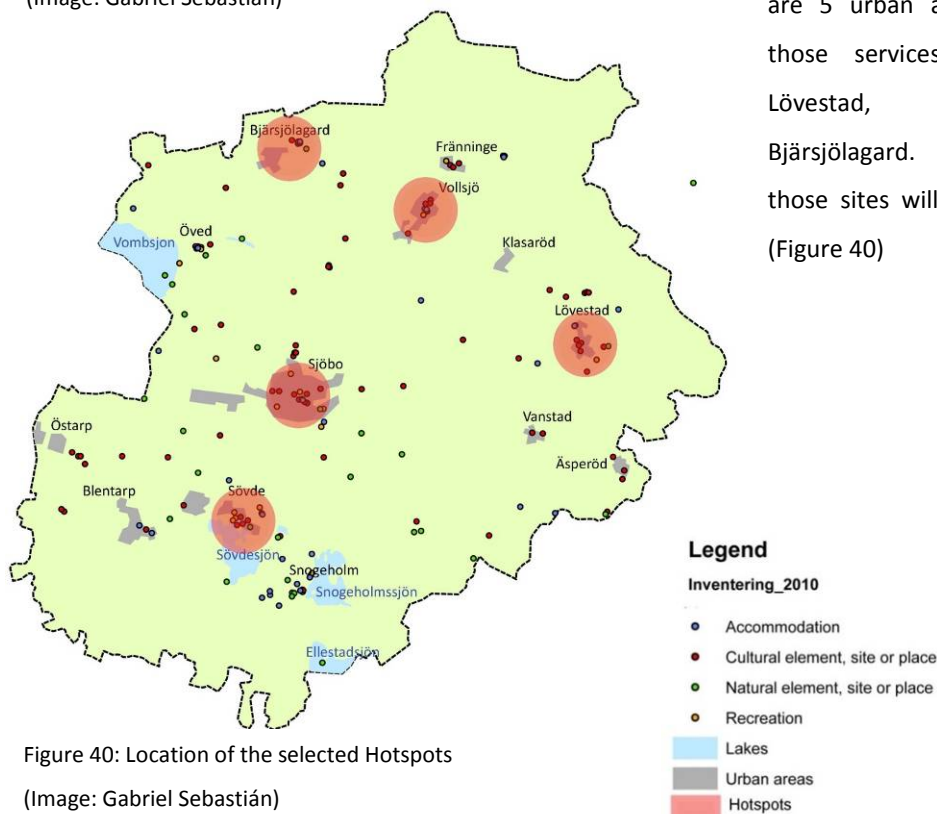 (Image: Gabriel Sebastián)
are 5 urban
those services
Lövestad,
Bjärsjölagard.
those sites will
(Figure 40)
Bjärsjölagard
Fränninge
Vollsjö
Öved
Vombsjon
Klasaröd
Lövestad
Sjöbo
Vanstad
Östarp
Äsperöd
Blentarp
Sövde
Sövdesjön
Snogeholm
Snogeholmssjön
Ellestadsjön
Legend
Inventering_2010
Accommodation
Cultural element, site or place
Natural element, site or place
Recreation
Lakes
Urban areas
Hotspots
Figure 40: Location of the selected Hotspots
(Image: Gabriel Sebastián)